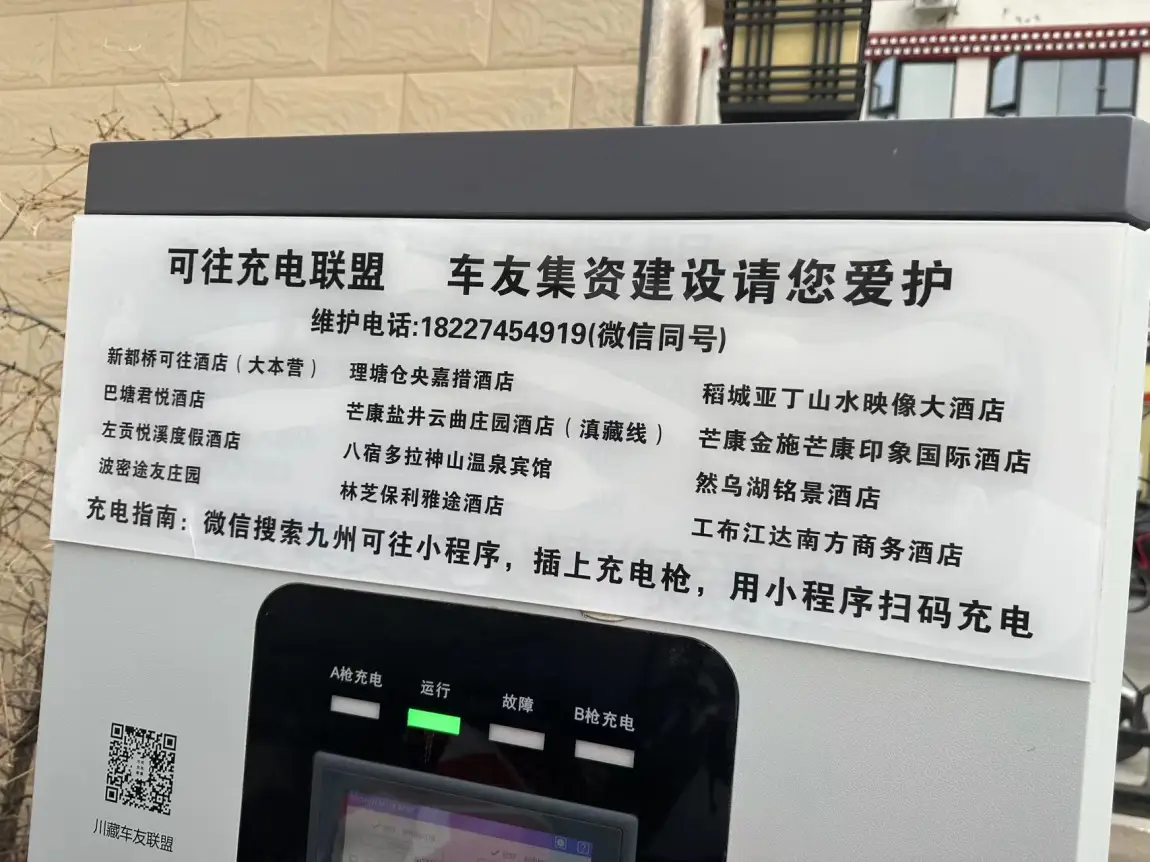 可往充电联盟 车友集资建设请您爱护
维护电话:18227454919(微信同号)
新都桥可往酒店（大本营） 理塘仓央嘉措酒店 稻城亚丁山水映像大酒店
巴塘君悦酒店 芒康盐井云曲庄园酒店（滇藏线） 芒康金施芒康印象国际酒店
左贡悦溪度假酒店 八宿多拉神山温泉宾馆 然乌湖铭景酒店
波密途友庄园 林芝保利雅途酒店 工布江达南方商务酒店
充电指南：微信搜索九州可往小程序，插上充电枪，用小程序扫码充电
A枪充电 运行 故障 B枪充电
川藏车友联盟